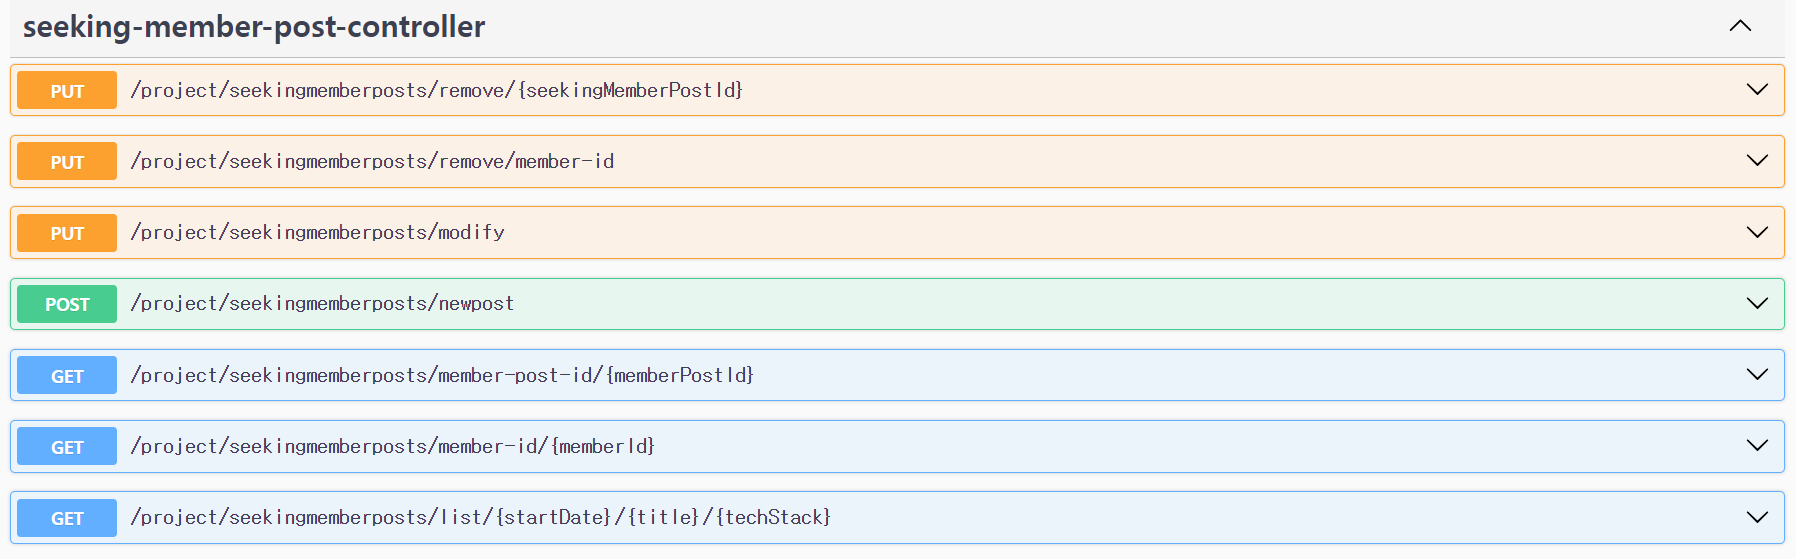 seeking-member-post-controller
PUT /project/seekingmemberposts/remove/{seekingMemberPostId}
PUT /project/seekingmemberposts/remove/member-id
PUT /project/seekingmemberposts/modify
POST /project/seekingmemberposts/newpost
GET /project/seekingmemberposts/member-post-id/{memberPostId}
GET /project/seekingmemberposts/member-id/{memberId}
GET /project/seekingmemberposts/list/{startDate}/{title}/{techStack}